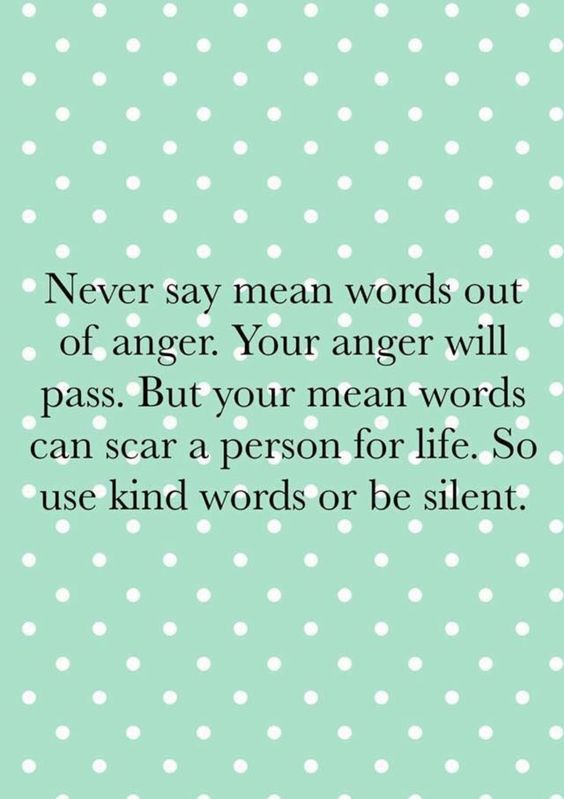 Never say mean words out
of anger. Your anger will
pass. But your mean words
can scar a person for life. So
use kind words or be silent.